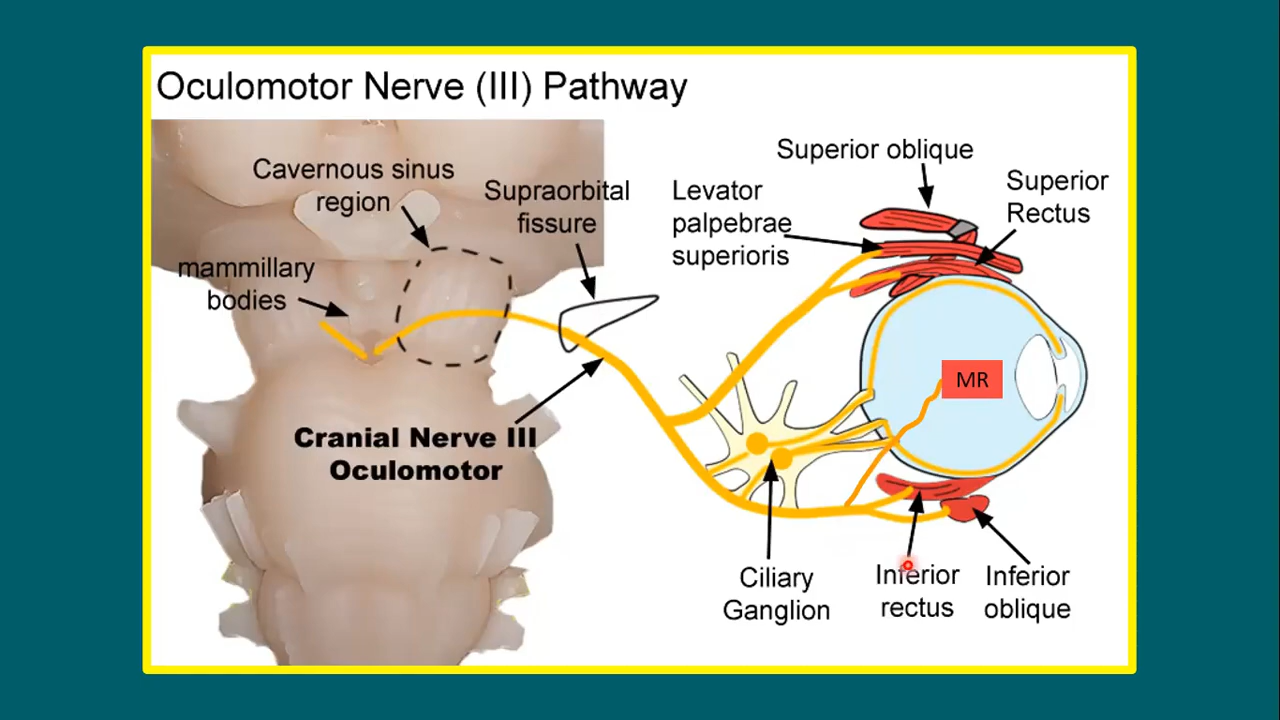 Oculomotor Nerve (III) Pathway
Cavernous sinus
region
Supraorbital
fissure
mammillary
bodies
Cranial Nerve III
Oculomotor
Levator
palpebrae
superioris
Superior oblique
Superior
Rectus
MR
Ciliary
Ganglion
Inferior
rectus
Inferior
oblique